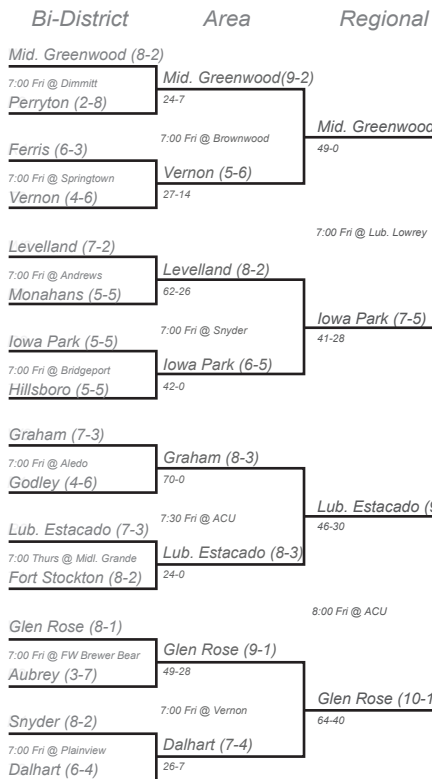 Bi-District
Area
Regional
Mid. Greenwood (8-2)
7:00 Fri @ Dimmitt
Perryton (2-8)
Ferris (6-3)
7:00 Fri @ Springtown
Vernon (4-6)
Levelland (7-2)
7:00 Fri @ Andrews
Monahans (5-5)
Iowa Park (5-5)
7:00 Fri @ Bridgeport
Hillsboro (5-5)
Graham (7-3)
7:00 Fri @ Aledo
Godley (4-6)
Lub. Estacado (7-3)
7:00 Thurs @ Midl. Grande
Fort Stockton (8-2)
Glen Rose (8-1)
7:00 Fri @ FW Brewer Bear
Aubrey (3-7)
Snyder (8-2)
7:00 Fri @ Plainview
Dalhart (6-4)
Mid. Greenwood(9-2)
24-7
7:00 Fri @ Brownwood
Vernon (5-6)
27-14
Levelland (8-2)
62-26
7:00 Fri @ Snyder
Iowa Park (6-5)
42-0
Graham (8-3)
70-0
7:30 Fri @ ACU
Lub. Estacado (8-3)
24-0
Glen Rose (9-1)
49-28
7:00 Fri @ Vernon
Dalhart (7-4)
26-7
Mid. Greenwood
49-0
7:00 Fri @ Lub. Lowrey
Iowa Park (7-5)
41-28
Lub. Estacado (9
46-30
8:00 Fri @ ACU
Glen Rose (10-1
64-40